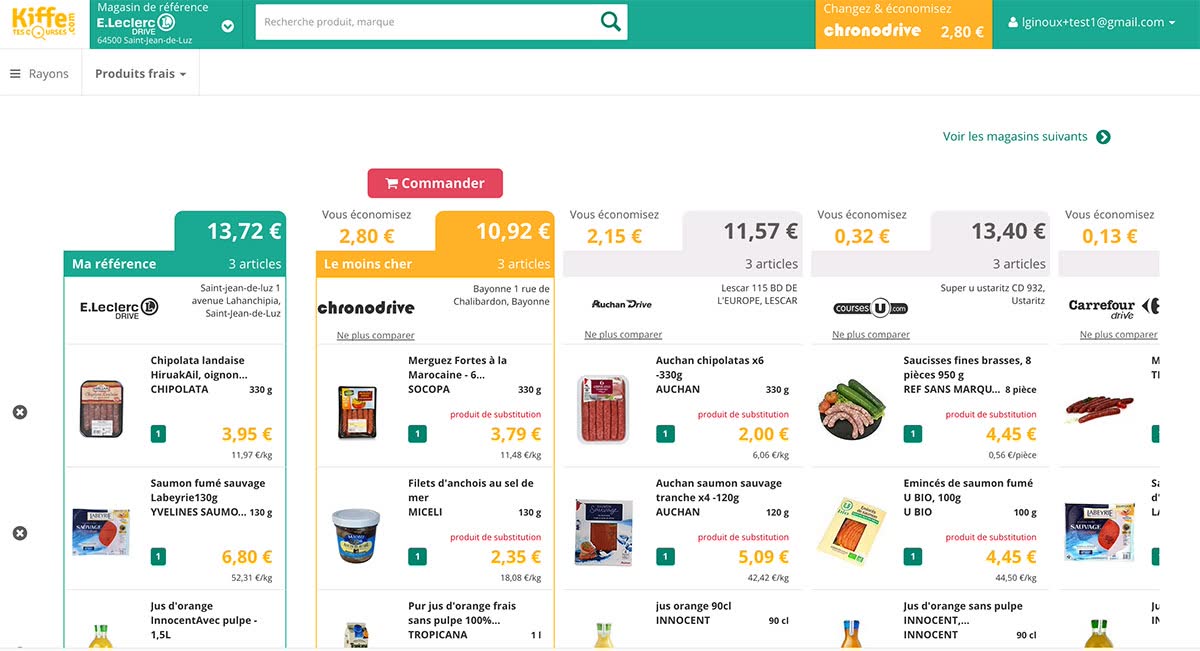 Kiffe
TES COURSES
.com
Magasin de référence
E.Leclerc L
DRIVE
64500 Saint-Jean-de-Luz
Recherche produit, marque
Changez & économisez
chronodrive 2,80 €
lginoux+test1@gmail.com
Rayons
Produits frais
Voir les magasins suivants
Commander
13,72 €
Ma référence 3 articles
E.Leclerc L
DRIVE
Saint-jean-de-luz 1
avenue Lahanchipia,
Saint-Jean-de-Luz
Chipolata landaise
HiruakAil, oignon...
CHIPOLATA 330 g
1 3,95 €
11,97 €/kg
Saumon fumé sauvage
Labeyrie130g
YVELINES SAUMO... 130 g
1 6,80 €
52,31 €/kg
Jus d'orange
InnocentAvec pulpe -
1,5L
Vous économisez
2,80 €
10,92 €
Le moins cher 3 articles
chronodrive
Bayonne 1 rue de
Chalibardon, Bayonne
Ne plus comparer
Merguez Fortes à la
Marocaine - 6...
SOCOPA 330 g
produit de substitution
1 3,79 €
11,48 €/kg
Filets d'anchois au sel de
mer
MICELI 130 g
produit de substitution
1 2,35 €
18,08 €/kg
Pur jus d'orange frais
sans pulpe 100%...
TROPICANA 1 l
Vous économisez
2,15 €
11,57 €
3 articles
Auchan Drive
Lescar 115 BD DE
L'EUROPE, LESCAR
Ne plus comparer
Auchan chipolatas x6
-330g
AUCHAN 330 g
produit de substitution
1 2,00 €
6,06 €/kg
Auchan saumon sauvage
tranche x4 -120g
AUCHAN 120 g
produit de substitution
1 5,09 €
42,42 €/kg
jus orange 90cl
INNOCENT 90 cl
Vous économisez
0,32 €
13,40 €
3 articles
courses U .com
Super u ustaritz CD 932,
Ustaritz
Ne plus comparer
Saucisses fines brasses, 8
pièces 950 g
REF SANS MARQU... 8 pièce
produit de substitution
1 4,45 €
0,56 €/pièce
Emincés de saumon fumé
U BIO, 100g
U BIO 100 g
produit de substitution
1 4,45 €
44,50 €/kg
Jus d'orange sans pulpe
INNOCENT,...
INNOCENT 90 cl
Vous économisez
0,13 €
Carrefour
drive
Ne plus comparer
LABEYRIE
SAUVAGE